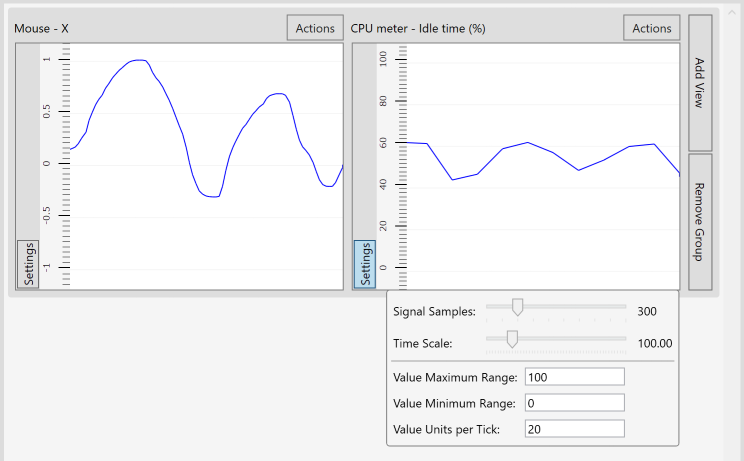 Mouse - X
Actions
1
0.5
0
-0.5
-1
Settings
CPU meter - Idle time (%)
Actions
100
80
60
40
20
0
Settings
Add View
Remove Group
Signal Samples: 300
Time Scale: 100.00
Value Maximum Range: 100
Value Minimum Range: 0
Value Units per Tick: 20